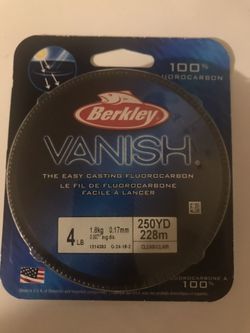 100%
FLUOROCARBON
Berkley
VANISH®
THE EASY CASTING FLUOROCARBON
LE FIL DE FLUOROCARBONE
FACILE À LANCER
4 LB
1.8kg 0.17mm
250YD
228m
CLEAR/CLAIR
100%